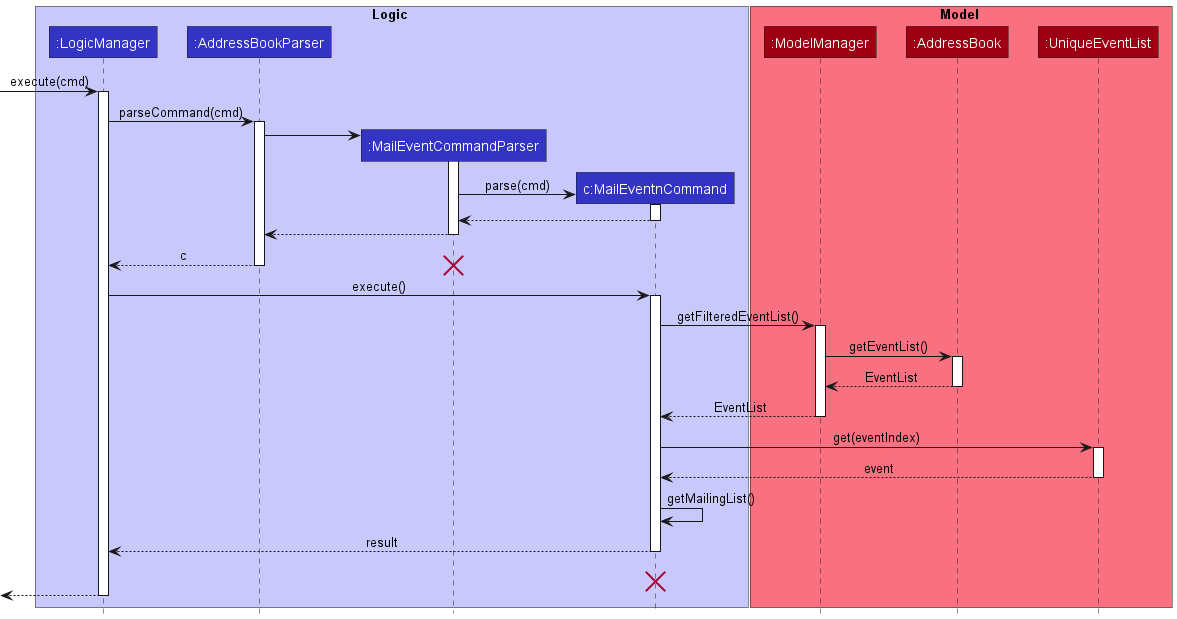 Logic
Model
:LogicManager
:AddressBookParser
:ModelManager
:AddressBook
:UniqueEventList
execute(cmd)
parseCommand(cmd)
:MailEventCommandParser
parse(cmd)
c:MailEventnCommand
c
execute()
getFilteredEventList()
getEventList()
EventList
EventList
get(eventIndex)
event
getMailingList()
result